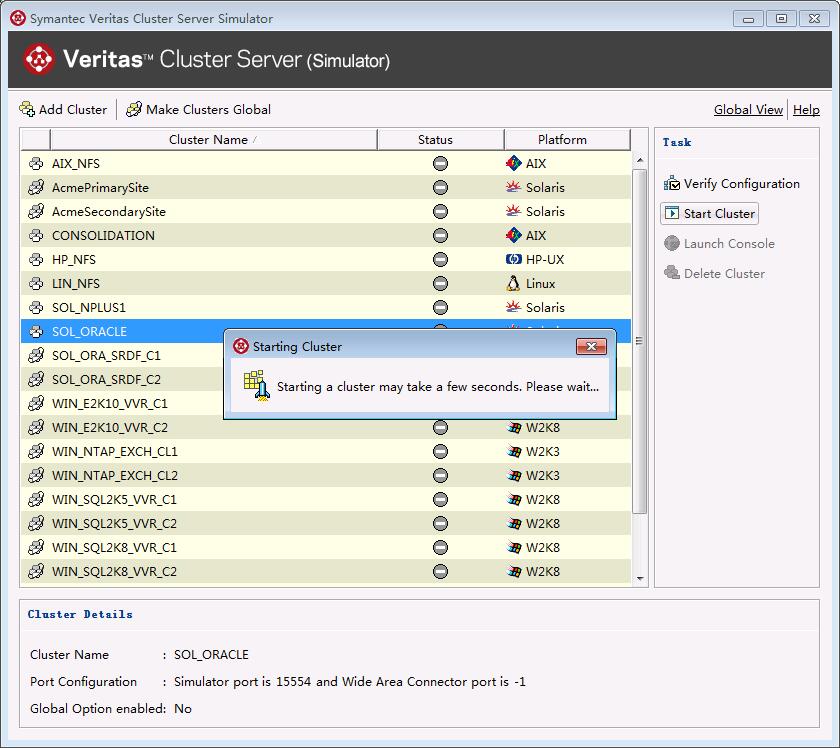 Symantec Veritas Cluster Server Simulator
Veritas™ Cluster Server (Simulator)
Add Cluster Make Clusters Global Global View Help
Cluster Name Status Platform
AIX_NFS AIX
AcmePrimarySite Solaris
AcmeSecondarySite Solaris
CONSOLIDATION AIX
HP_NFS HP-UX
LIN_NFS Linux
SOL_NPLUS1 Solaris
SOL_ORACLE
SOL_ORA_SRDF_C1
SOL_ORA_SRDF_C2
WIN_E2K10_VVR_C1
WIN_E2K10_VVR_C2 W2K8
WIN_NTAP_EXCH_CL1 W2K3
WIN_NTAP_EXCH_CL2 W2K3
WIN_SQL2K5_VVR_C1 W2K8
WIN_SQL2K5_VVR_C2 W2K8
WIN_SQL2K8_VVR_C1 W2K8
WIN_SQL2K8_VVR_C2 W2K8
Starting Cluster
Starting a cluster may take a few seconds. Please wait...
Task
Verify Configuration
Start Cluster
Launch Console
Delete Cluster
Cluster Details
Cluster Name : SOL_ORACLE
Port Configuration : Simulator port is 15554 and Wide Area Connector port is -1
Global Option enabled: No